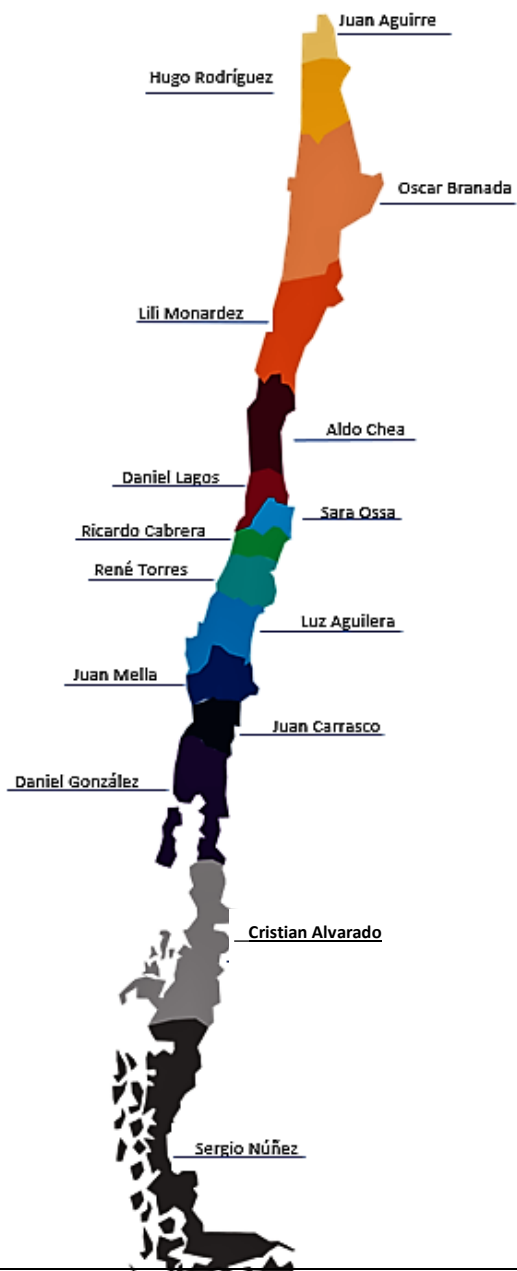 Juan Aguirre
Hugo Rodríguez
Oscar Branada
Lili Monardez
Aldo Chea
Daniel Lagos
Sara Ossa
Ricardo Cabrera
René Torres
Luz Aguilera
Juan Mella
Juan Carrasco
Daniel González
Cristian Alvarado
Sergio Núñez